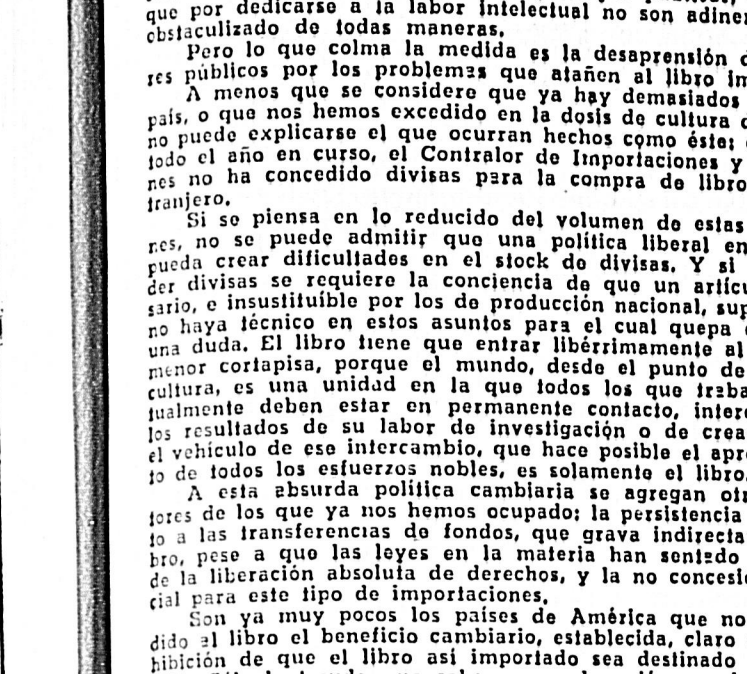 que por dedicarse a la labor intelectual no son adiner
obstaculizado de todas maneras.
Pero lo que colma la medida es la desaprensión d
res públicos por los problemas que atañen al libro im
A menos que se considere que ya hay demasiados
país, o que nos hemos excedido en la dosis de cultura
no puede explicarse el que ocurran hechos como éste:
todo el año en curso, el Contralor de Importaciones y
nes no ha concedido divisas para la compra de libro
tranjero.
Si se piensa en lo reducido del volumen de estas
nes, no se puede admitir que una política liberal en
pueda crear dificultades en el stock de divisas. Y si
der divisas se requiere la conciencia de que un artícu
sario, e insustituíble por los de producción nacional, sup
no haya técnico en estos asuntos para el cual quepa
una duda. El libro tiene que entrar libérrimamente al
menor cortapisa, porque el mundo, desde el punto de
cultura, es una unidad en la que todos los que traba
tualmente deben estar en permanente contacto, inter
los resultados de su labor de investigación o de crea
el vehículo de ese intercambio, que hace posible el apr
to de todos los esfuerzos nobles, es solamente el libro.
A esta absurda política cambiaria se agregan otr
tores de los que ya nos hemos ocupado: la persistencia
to a las transferencias de fondos, que grava indirecta
bro, pese a que las leyes en la materia han sentado
de la liberación absoluta de derechos, y la no concesi
cial para este tipo de importaciones.
Son ya muy pocos los países de América que no
dido al libro el beneficio cambiario, establecida, claro
hibición de que el libro así importado sea destinado